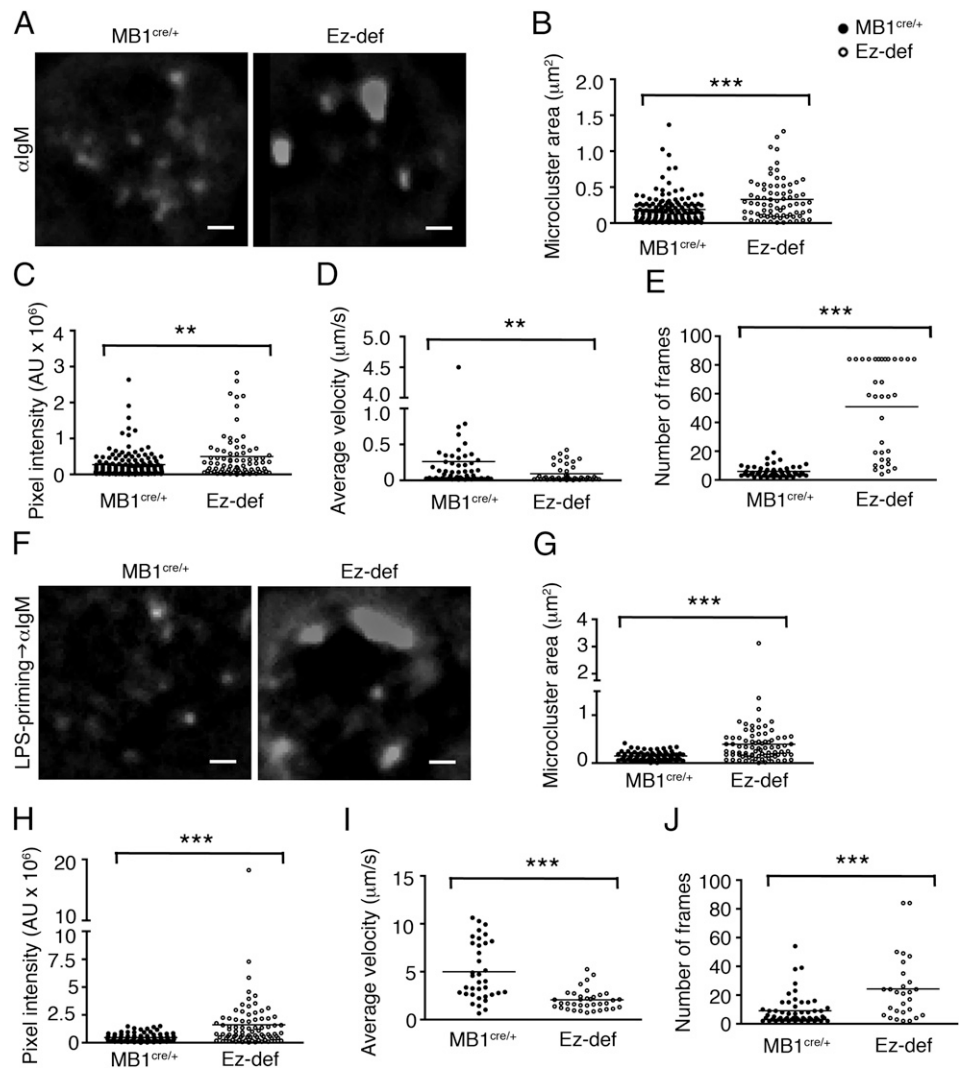 A
MB1cre/+
Ez-def
αIgM
B
● MB1cre/+
○ Ez-def
Microcluster area (μm²)
2.0
1.5
1.0
0.5
0
***
MB1cre/+
Ez-def
C
Pixel intensity (AU x 10⁶)
4
3
2
1
0
**
MB1cre/+
Ez-def
D
Average velocity (μm/s)
5.0
4.5
4.0
1.0
0.5
0
**
MB1cre/+
Ez-def
E
Number of frames
100
80
60
40
20
0
***
MB1cre/+
Ez-def
F
MB1cre/+
Ez-def
LPS-priming→αIgM
G
Microcluster area (μm²)
4
3
2
1
0
***
MB1cre/+
Ez-def
H
Pixel intensity (AU x 10⁶)
20
10
10
7.5
5
2.5
0
***
MB1cre/+
Ez-def
I
Average velocity (μm/s)
15
10
5
0
***
MB1cre/+
Ez-def
J
Number of frames
100
80
60
40
20
0
***
MB1cre/+
Ez-def